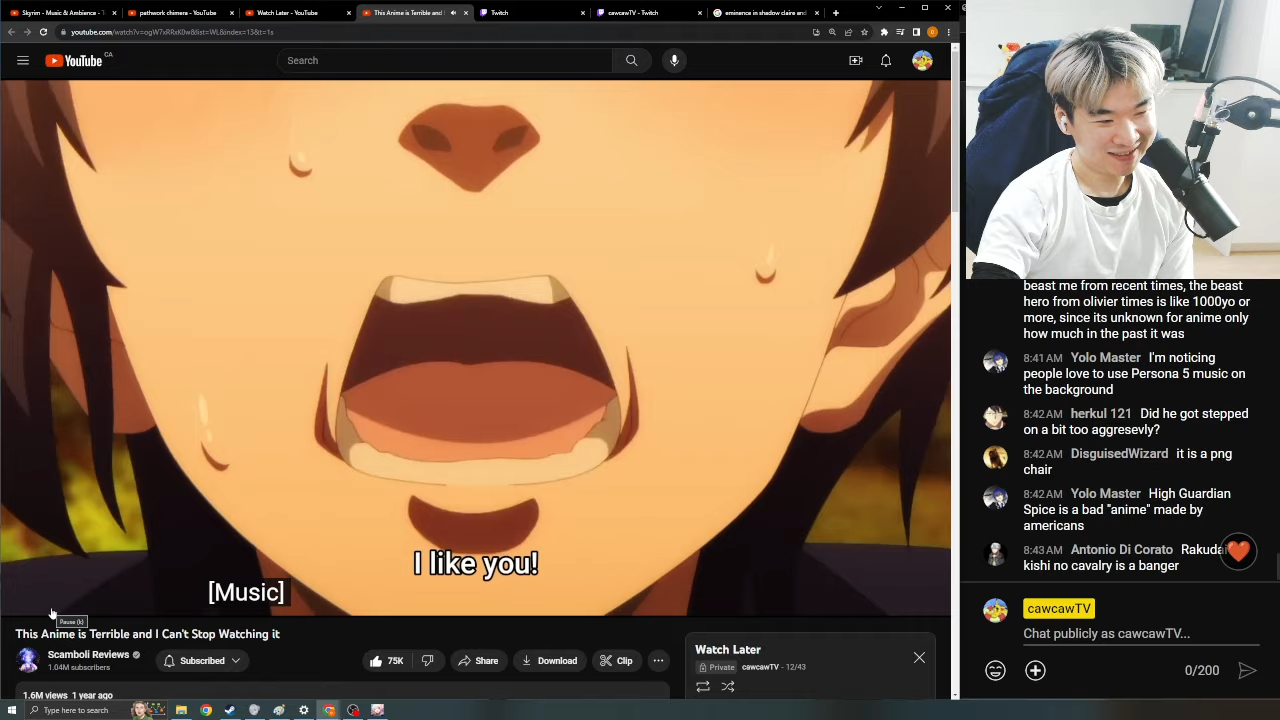 Skyrim - Music & Ambience - T
pathwork chimera - YouTube
Watch Later - YouTube
This Anime is Terrible and I
Twitch
cawcawTV - Twitch
eminence in shadow claire and
youtube.com/watch?v=ogW7xRRxK0w&list=WL&index=13&t=1s
YouTube CA
Search
I like you!
[Music]
Pause (k)
This Anime is Terrible and I Can't Stop Watching it
Scamboli Reviews
1.04M subscribers
Subscribed
75K
Share
Download
Clip
1.6M views 1 year ago
Watch Later
Private cawcawTV - 12/43
Type here to search
beast me from recent times, the beast
hero from olivier times is like 1000yo or
more, since its unknown for anime only
how much in the past it was
8:41 AM Yolo Master I'm noticing
people love to use Persona 5 music on
the background
8:42 AM herkul 121 Did he got stepped
on a bit too aggresevly?
8:42 AM DisguisedWizard it is a png
chair
8:42 AM Yolo Master High Guardian
Spice is a bad "anime" made by
americans
8:43 AM Antonio Di Corato Rakudai
kishi no cavalry is a banger
cawcawTV
Chat publicly as cawcawTV...
0/200